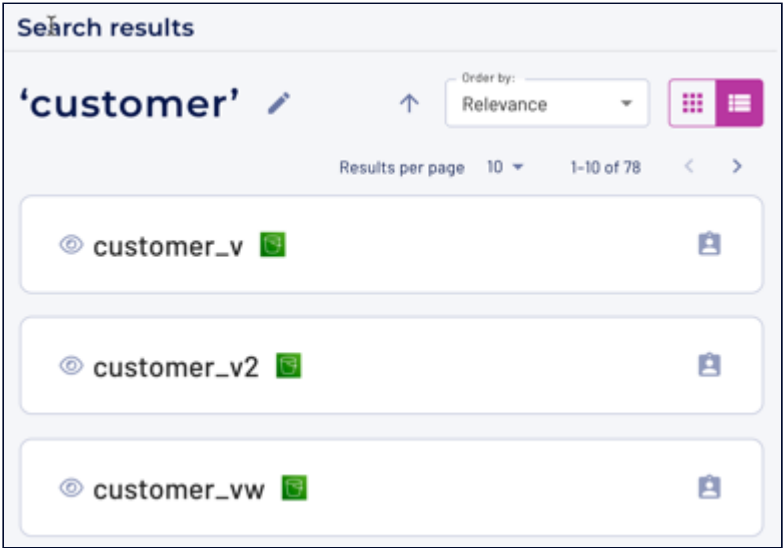 Search results
‘customer’
Order by:
Relevance
Results per page 10 1-10 of 78
customer_v
customer_v2
customer_vw